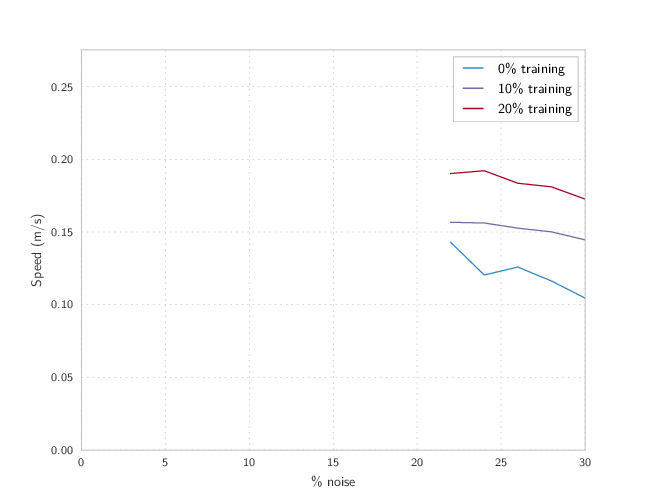 0% training
10% training
20% training
0.25
0.20
0.15
0.10
0.05
0.00
Speed (m/s)
0 5 10 15 20 25 30
% noise